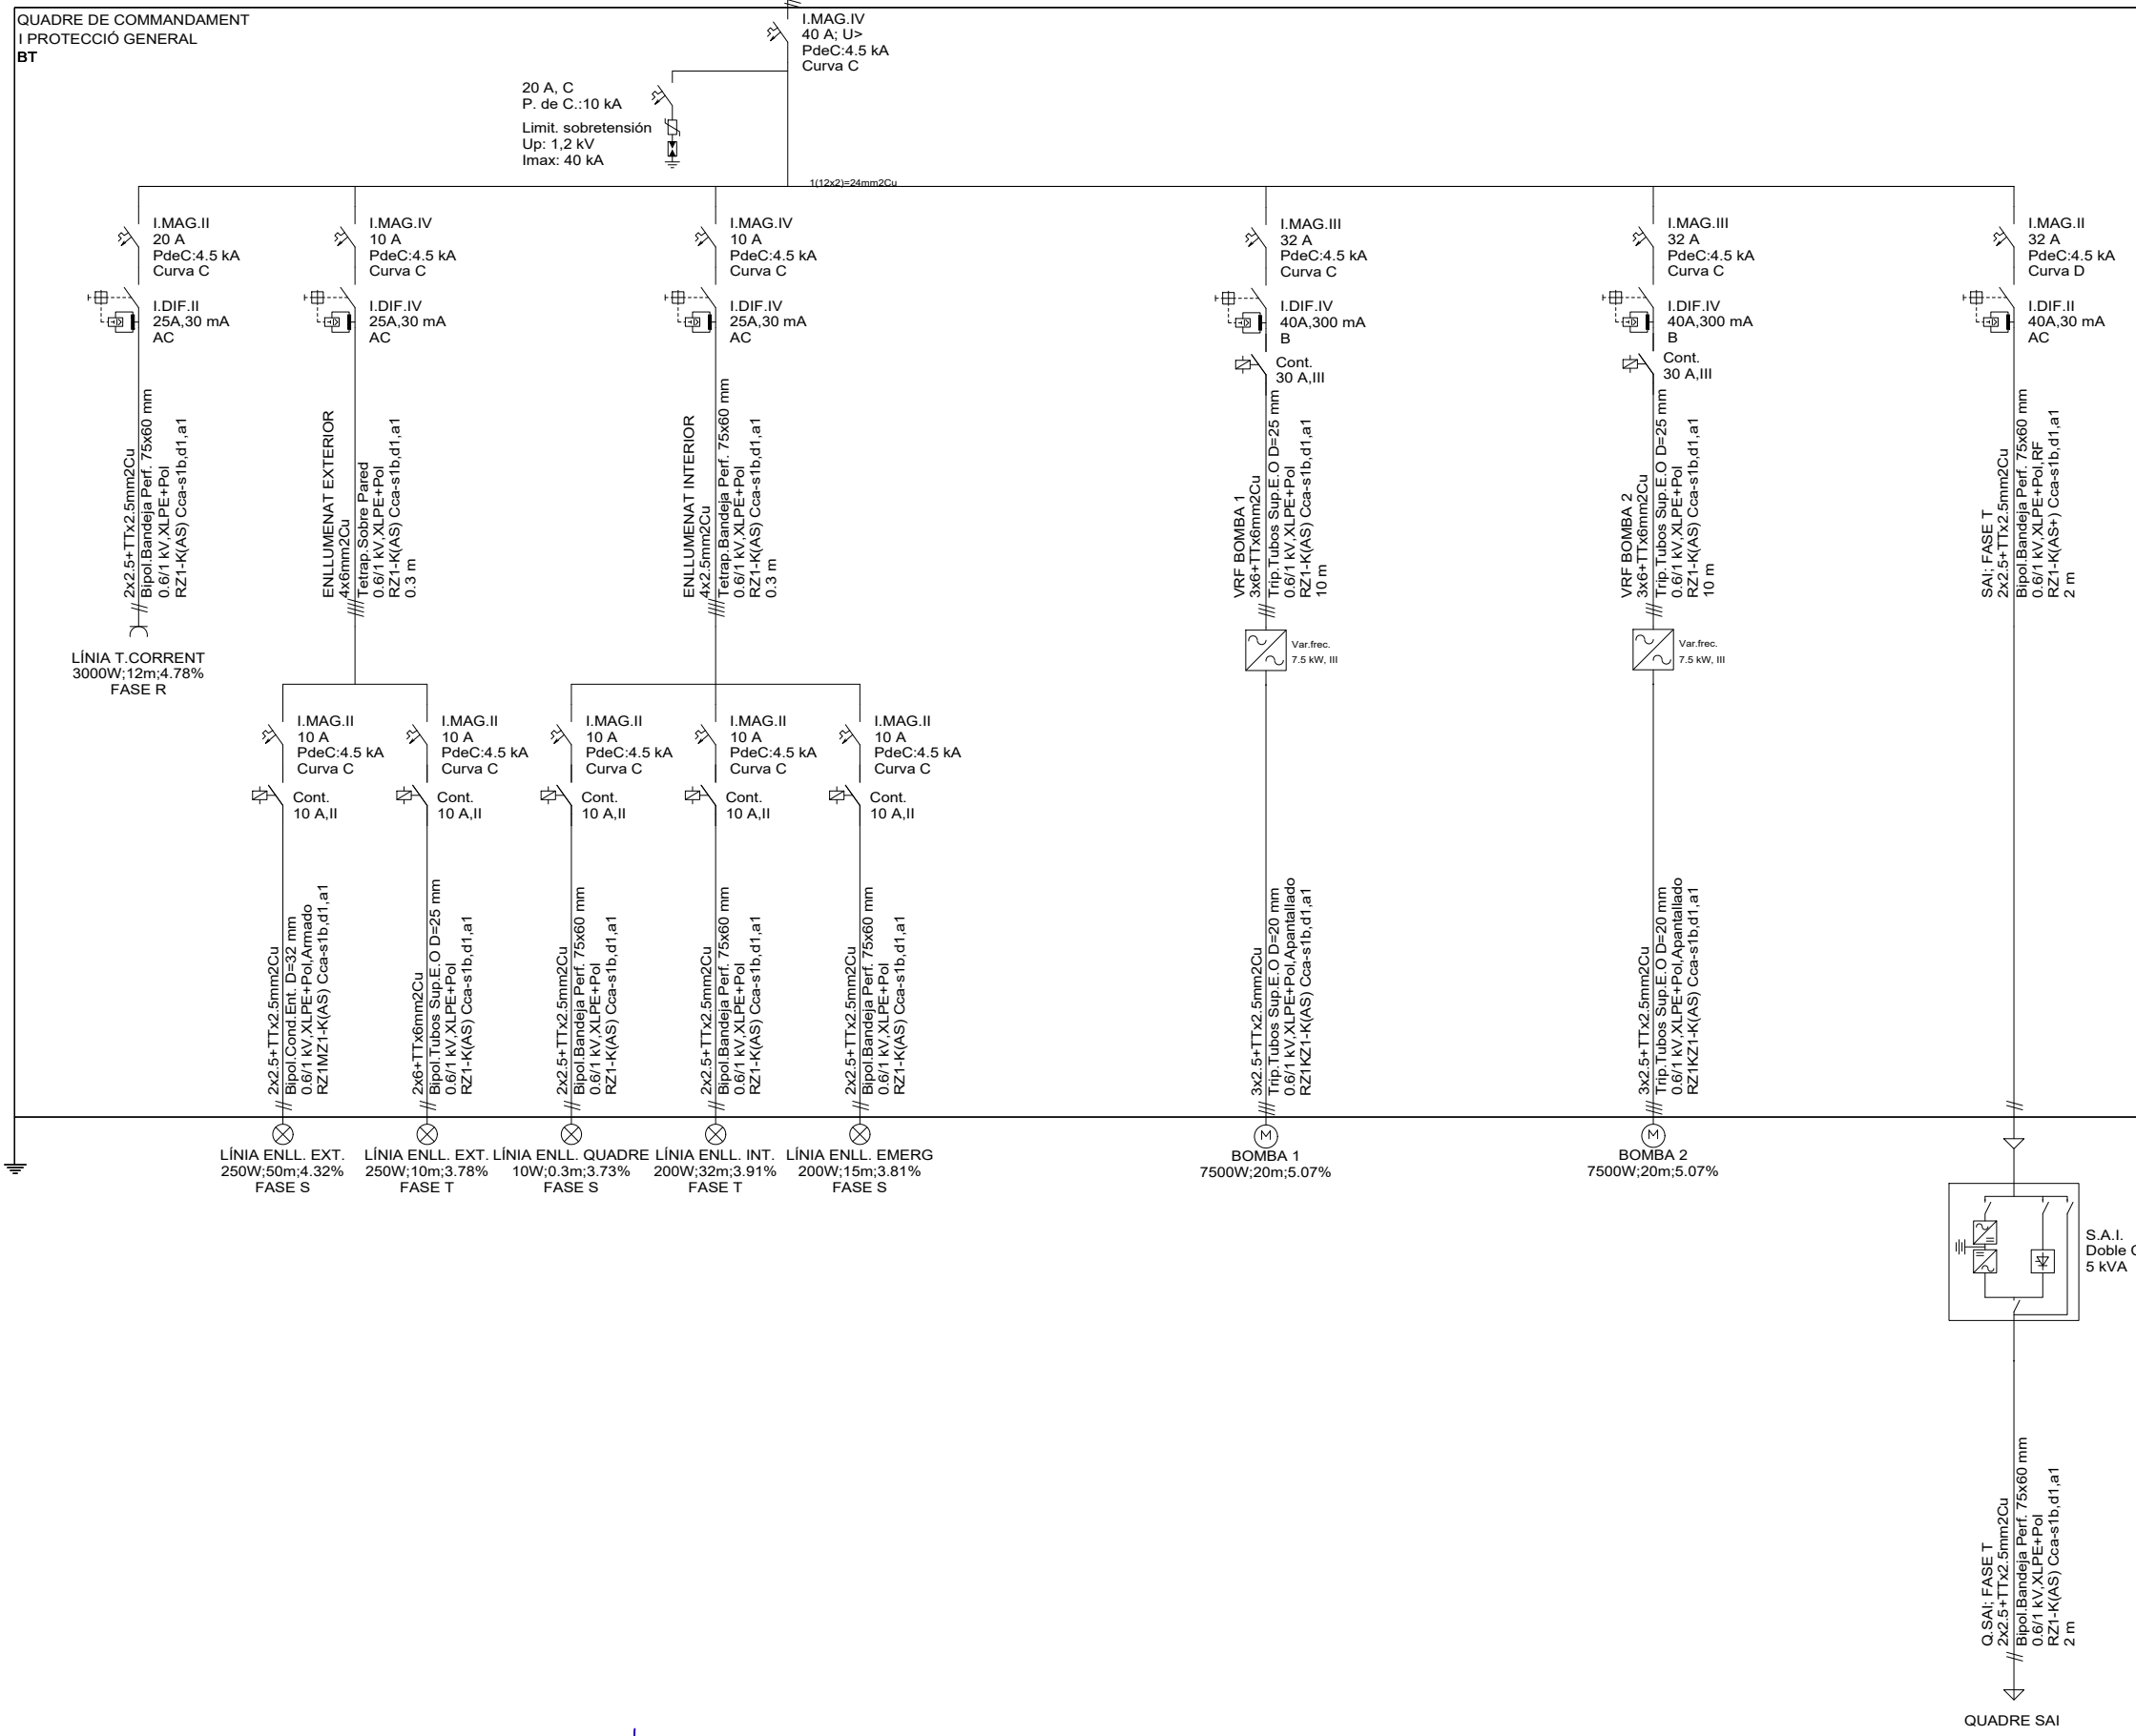 QUADRE DE COMMANDAMENT
I PROTECCIÓ GENERAL
BT
I.MAG.IV
40 A; U>
PdeC:4.5 kA
Curva C
20 A, C
P. de C.:10 kA
Limit. sobretensión
Up: 1,2 kV
Imax: 40 kA
1(12x2)=24mm2Cu
I.MAG.II
20 A
PdeC:4.5 kA
Curva C
I.DIF.II
25A,30 mA
AC
2x2.5+TTx2.5mm2Cu
Bipol.Bandeja Perf. 75x60 mm
0.6/1 kV,XLPE+Pol
RZ1-K(AS) Cca-s1b,d1,a1
LÍNIA T.CORRENT
3000W;12m;4.78%
FASE R
I.MAG.IV
10 A
PdeC:4.5 kA
Curva C
I.DIF.IV
25A,30 mA
AC
ENLLUMENAT EXTERIOR
4x6mm2Cu
Tetrap.Sobre Pared
0.6/1 kV,XLPE+Pol
RZ1-K(AS) Cca-s1b,d1,a1
0.3 m
I.MAG.IV
10 A
PdeC:4.5 kA
Curva C
I.DIF.IV
25A,30 mA
AC
ENLLUMENAT INTERIOR
4x2.5mm2Cu
Tetrap.Bandeja Perf. 75x60 mm
0.6/1 kV,XLPE+Pol
RZ1-K(AS) Cca-s1b,d1,a1
0.3 m
I.MAG.III
32 A
PdeC:4.5 kA
Curva C
I.DIF.IV
40A,300 mA
B
Cont.
30 A,III
VRF BOMBA 1
3x6+TTx6mm2Cu
Trip.Tubos Sup.E.O D=25 mm
0.6/1 kV,XLPE+Pol
RZ1-K(AS) Cca-s1b,d1,a1
10 m
Var.frec.
7.5 kW, III
I.MAG.III
32 A
PdeC:4.5 kA
Curva C
I.DIF.IV
40A,300 mA
B
Cont.
30 A,III
VRF BOMBA 2
3x6+TTx6mm2Cu
Trip.Tubos Sup.E.O D=25 mm
0.6/1 kV,XLPE+Pol
RZ1-K(AS) Cca-s1b,d1,a1
10 m
Var.frec.
7.5 kW, III
I.MAG.II
32 A
PdeC:4.5 kA
Curva D
I.DIF.II
40A,30 mA
AC
SAI; FASE T
2x2.5+TTx2.5mm2Cu
Bipol.Bandeja Perf. 75x60 mm
0.6/1 kV,XLPE+Pol,RF
RZ1-K(AS+) Cca-s1b,d1,a1
2 m
I.MAG.II
10 A
PdeC:4.5 kA
Curva C
Cont.
10 A,II
2x2.5+TTx2.5mm2Cu
Bipol.Cond.Ent. D=32 mm
0.6/1 kV,XLPE+Pol,Armado
RZ1MZ1-K(AS) Cca-s1b,d1,a1
LÍNIA ENLL. EXT.
250W;50m;4.32%
FASE S
I.MAG.II
10 A
PdeC:4.5 kA
Curva C
Cont.
10 A,II
2x6+TTx6mm2Cu
Bipol.Tubos Sup.E.O D=25 mm
0.6/1 kV,XLPE+Pol
RZ1-K(AS) Cca-s1b,d1,a1
LÍNIA ENLL. EXT.
250W;10m;3.78%
FASE T
I.MAG.II
10 A
PdeC:4.5 kA
Curva C
Cont.
10 A,II
2x2.5+TTx2.5mm2Cu
Bipol.Bandeja Perf. 75x60 mm
0.6/1 kV,XLPE+Pol
RZ1-K(AS) Cca-s1b,d1,a1
LÍNIA ENLL. QUADRE
10W;0.3m;3.73%
FASE S
I.MAG.II
10 A
PdeC:4.5 kA
Curva C
Cont.
10 A,II
2x2.5+TTx2.5mm2Cu
Bipol.Bandeja Perf. 75x60 mm
0.6/1 kV,XLPE+Pol
RZ1-K(AS) Cca-s1b,d1,a1
LÍNIA ENLL. INT.
200W;32m;3.91%
FASE T
I.MAG.II
10 A
PdeC:4.5 kA
Curva C
Cont.
10 A,II
2x2.5+TTx2.5mm2Cu
Bipol.Bandeja Perf. 75x60 mm
0.6/1 kV,XLPE+Pol
RZ1-K(AS) Cca-s1b,d1,a1
LÍNIA ENLL. EMERG
200W;15m;3.81%
FASE S
3x2.5+TTx2.5mm2Cu
Trip.Tubos Sup.E.O D=20 mm
0.6/1 kV,XLPE+Pol,Apantallado
RZ1KZ1-K(AS) Cca-s1b,d1,a1
M
BOMBA 1
7500W;20m;5.07%
3x2.5+TTx2.5mm2Cu
Trip.Tubos Sup.E.O D=20 mm
0.6/1 kV,XLPE+Pol,Apantallado
RZ1KZ1-K(AS) Cca-s1b,d1,a1
M
BOMBA 2
7500W;20m;5.07%
S.A.I.
Doble
5 kVA
Q.SAI; FASE T
2x2.5+TTx2.5mm2Cu
Bipol.Bandeja Perf. 75x60 mm
0.6/1 kV,XLPE+Pol
RZ1-K(AS) Cca-s1b,d1,a1
2 m
QUADRE SAI